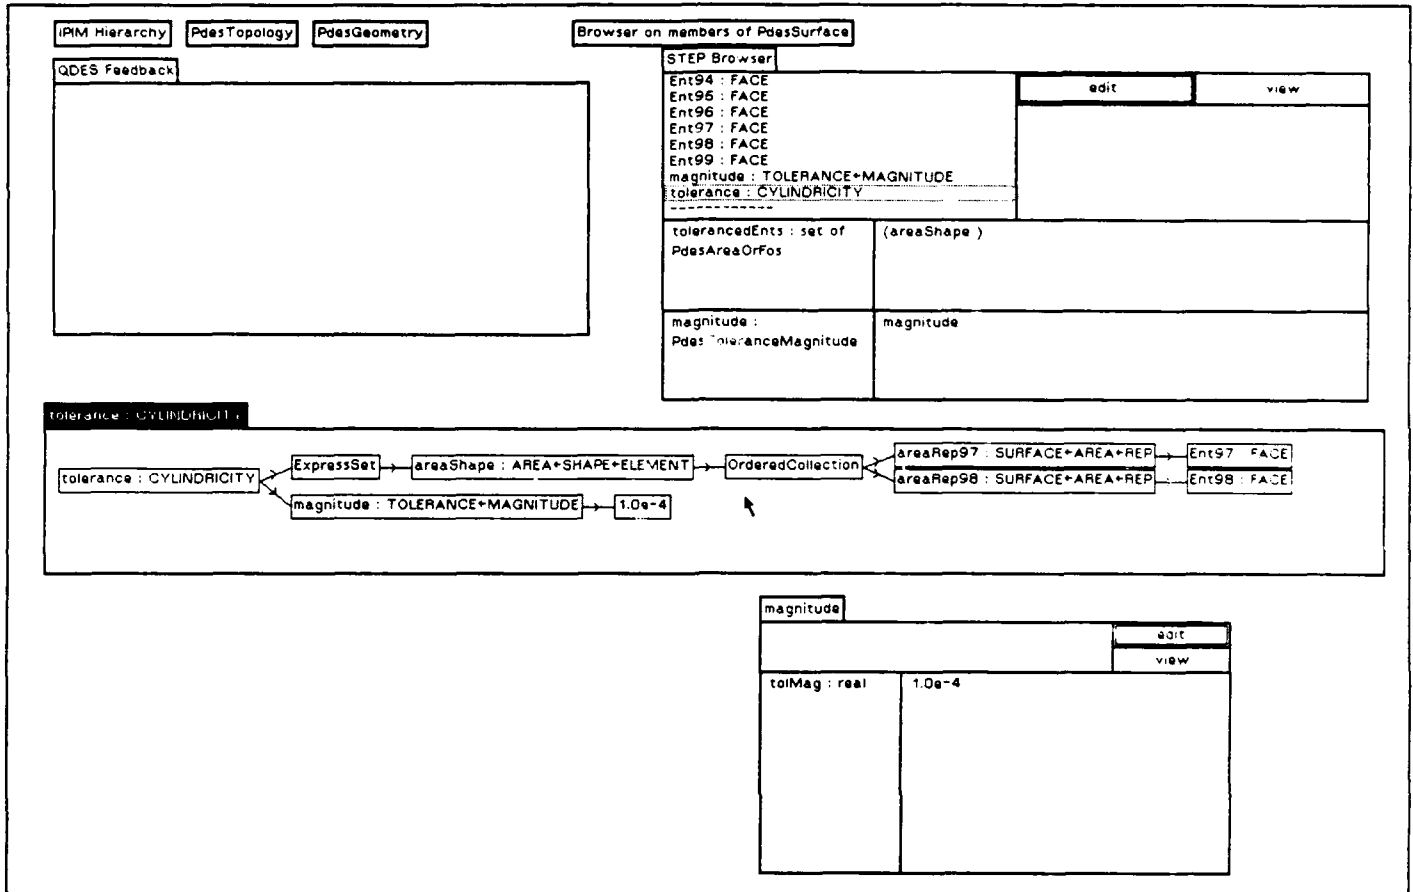 iPIM Hierarchy
PdesTopology
PdesGeometry
Browser on members of PdesSurface
QDES Feedback
STEP Browser
Ent94 : FACE
Ent95 : FACE
Ent96 : FACE
Ent97 : FACE
Ent98 : FACE
Ent99 : FACE
magnitude : TOLERANCE←MAGNITUDE
tolerance : CYLINDRICITY
------------
edit
view
tolerancedEnts : set of
PdesAreaOrFos
(areaShape )
magnitude :
PdesToleranceMagnitude
magnitude
tolerance : CYLINDRICITY
tolerance : CYLINDRICITY
ExpressSet
areaShape : AREA←SHAPE←ELEMENT
OrderedCollection
areaRep97 : SURFACE←AREA←REP
Ent97 : FACE
areaRep98 : SURFACE←AREA←REP
Ent98 : FACE
magnitude : TOLERANCE←MAGNITUDE
1.0e-4
magnitude
edit
view
tolMag : real
1.0e-4